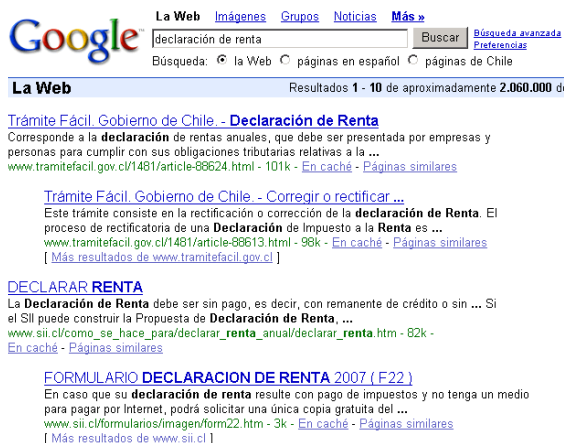 Google
La Web Imágenes Grupos Noticias Más »
declaración de renta Buscar Búsqueda avanzada
Preferencias
Búsqueda: la Web páginas en español páginas de Chile
La Web Resultados 1 - 10 de aproximadamente 2.060.000 de
Trámite Fácil. Gobierno de Chile. - Declaración de Renta
Corresponde a la declaración de rentas anuales, que debe ser presentada por empresas y
personas para cumplir con sus obligaciones tributarias relativas a la ...
www.tramitefacil.gov.cl/1481/article-88624.html - 101k - En caché - Páginas similares
Trámite Fácil. Gobierno de Chile. - Corregir o rectificar ...
Este trámite consiste en la rectificación o corrección de la declaración de Renta. El
proceso de rectificatoria de una Declaración de Impuesto a la Renta es ...
www.tramitefacil.gov.cl/1481/article-88613.html - 98k - En caché - Páginas similares
[ Más resultados de www.tramitefacil.gov.cl ]
DECLARAR RENTA
La Declaración de Renta debe ser sin pago, es decir, con remanente de crédito o sin ... Si
el SII puede construir la Propuesta de Declaración de Renta, ...
www.sii.cl/como_se_hace_para/declarar_renta_anual/declarar_renta.htm - 82k -
En caché - Páginas similares
FORMULARIO DECLARACION DE RENTA 2007 ( F22 )
En caso que su declaración de renta resulte con pago de impuestos y no tenga un medio
para pagar por Internet, podrá solicitar una única copia gratuita del ...
www.sii.cl/formularios/imagen/form22.htm - 3k - En caché - Páginas similares
[ Más resultados de www.sii.cl ]